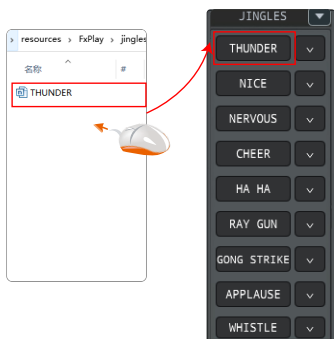 › resources › FxPlay › jingles
名称 #
THUNDER
JINGLES
THUNDER
NICE
NERVOUS
CHEER
HA HA
RAY GUN
GONG STRIKE
APPLAUSE
WHISTLE